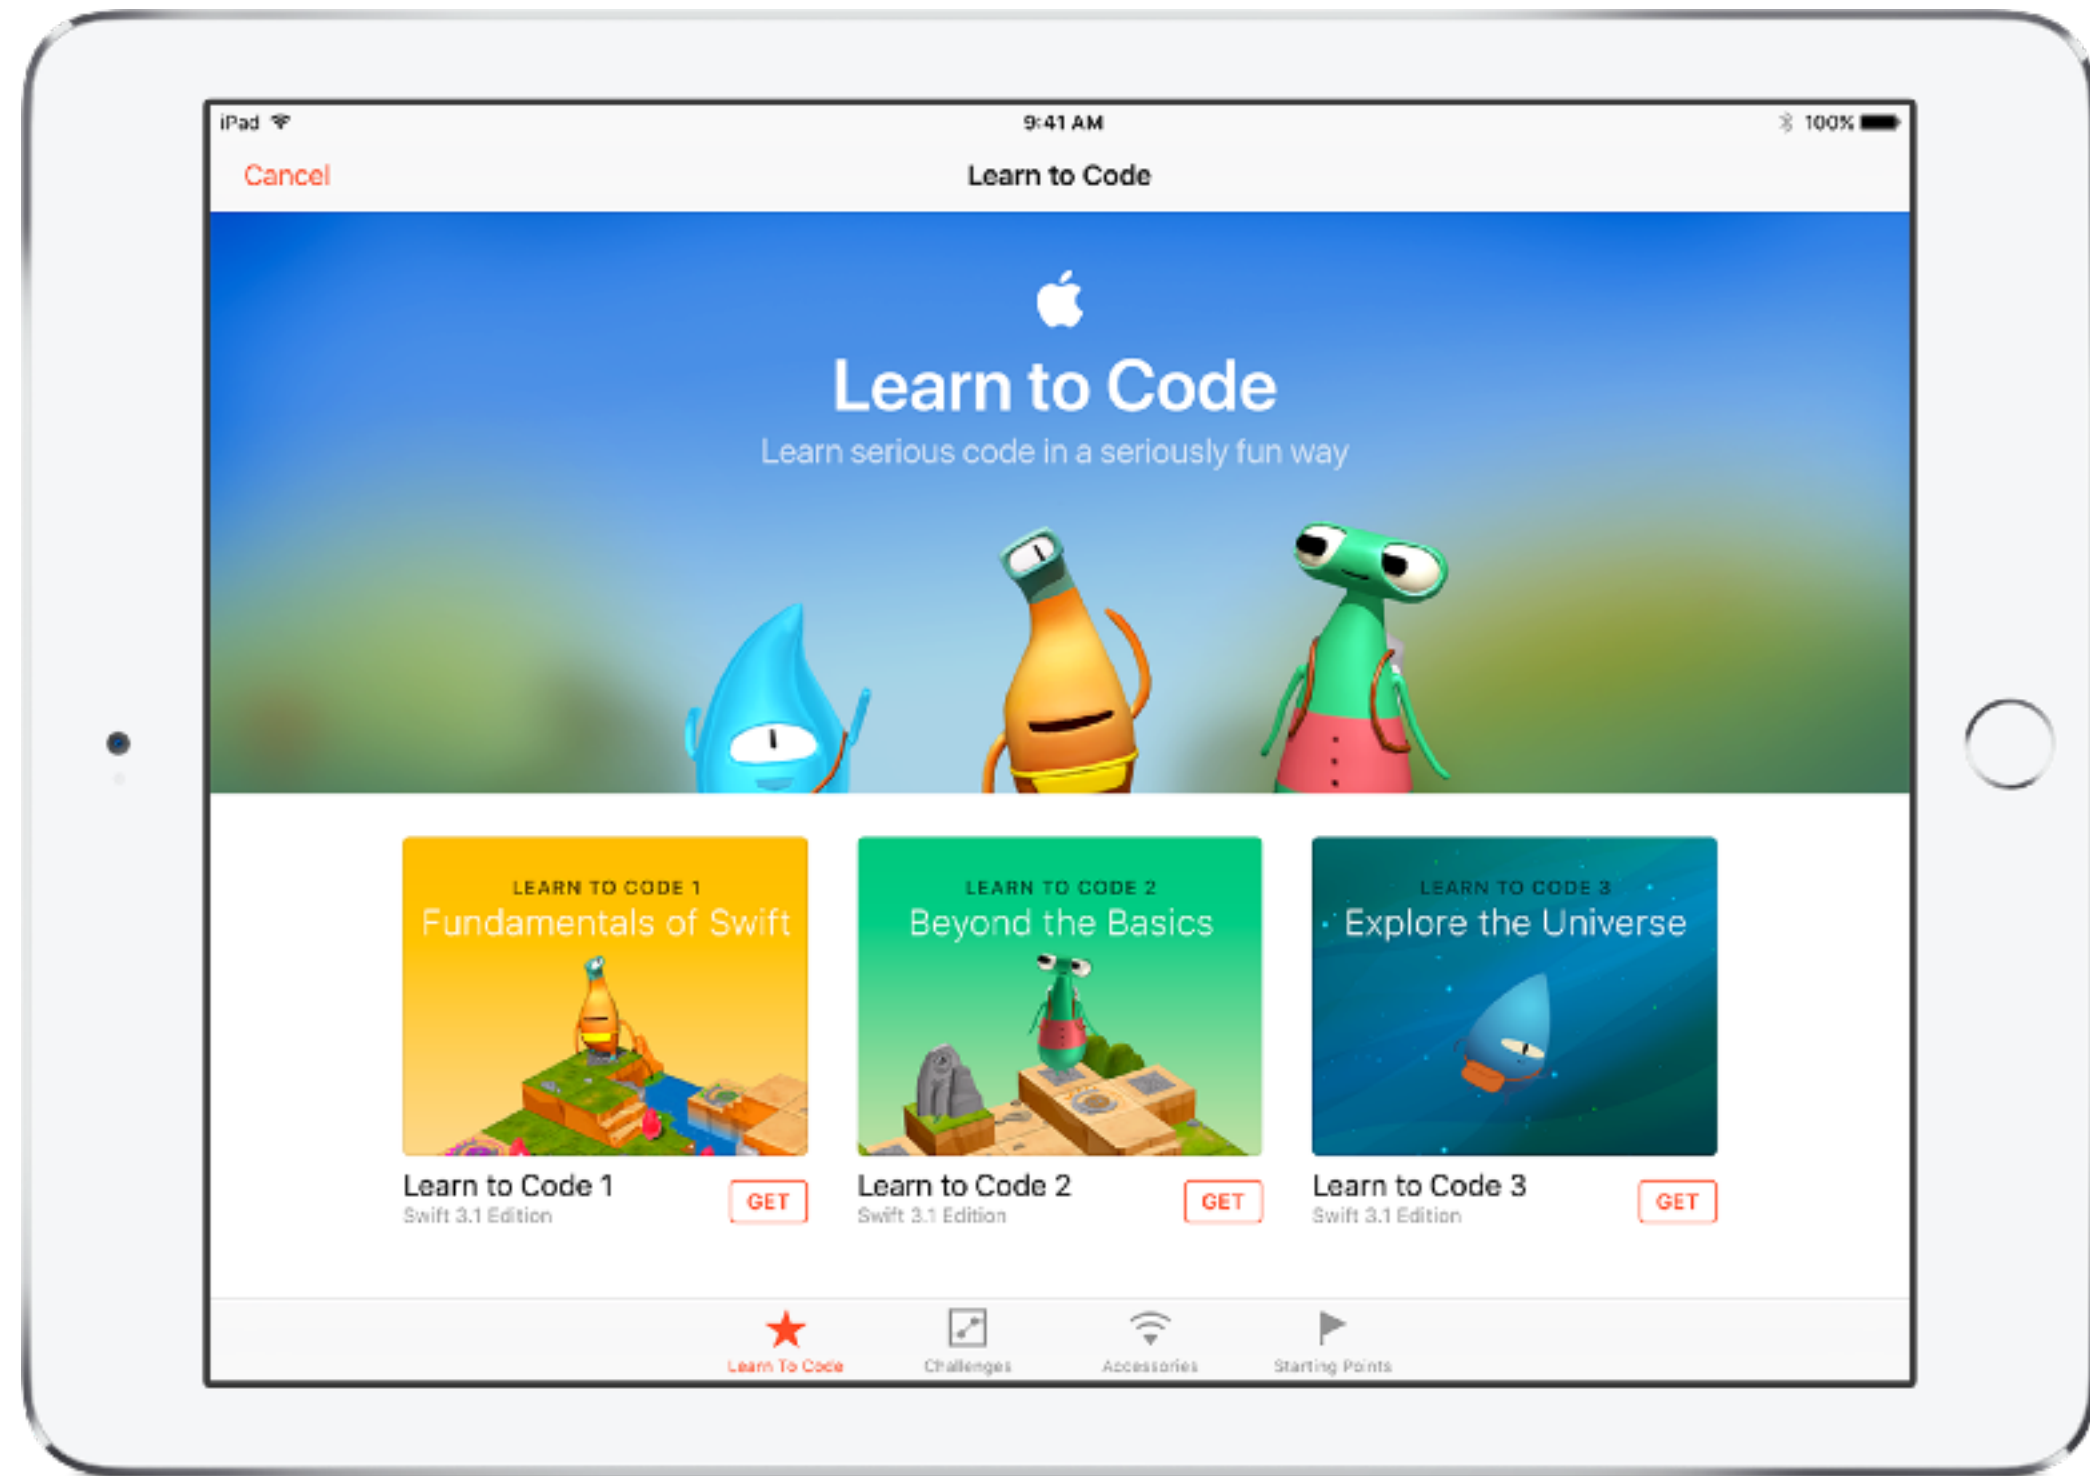 iPad 9:41 AM 100%
Cancel Learn to Code
Learn to Code
Learn serious code in a seriously fun way
LEARN TO CODE 1
Fundamentals of Swift
LEARN TO CODE 2
Beyond the Basics
LEARN TO CODE 3
Explore the Universe
Learn to Code 1
Swift 3.1 Edition
GET
Learn to Code 2
Swift 3.1 Edition
GET
Learn to Code 3
Swift 3.1 Edition
GET
Learn To Code
Challenges
Accessories
Starting Points